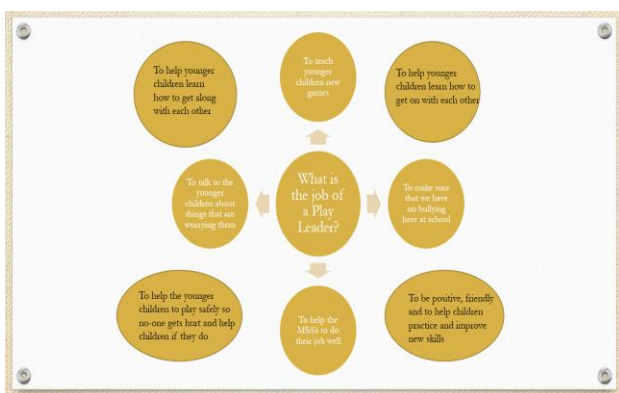 To help younger
children learn
how to get along
with each other
To teach
younger
children new
games
To help younger
children learn how to
get on with each other
To talk to the
younger
children about
things that are
worrying them
What is
the job of
a Play
Leader?
To make sure
that we have
no bullying
here at school
To help the younger
children to play safely so
no-one gets hurt and help
children if they do
To help the
MSA's to do
their job well
To be positive, friendly
and to help children
practice and improve
new skills